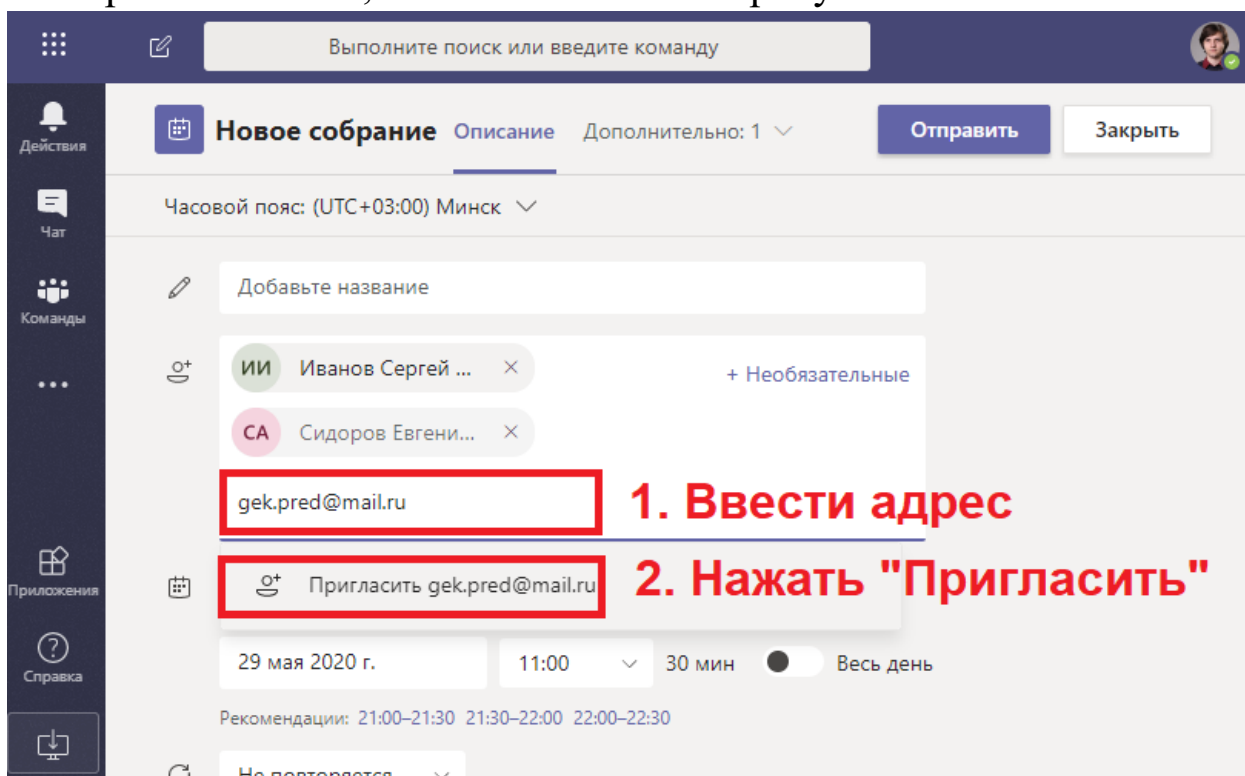 Выполните поиск или введите команду
Действия
Чат
Команды
Приложения
Справка
Новое собрание Описание Дополнительно: 1
Отправить Закрыть
Часовой пояс: (UTC+03:00) Минск
Добавьте название
ИИ Иванов Сергей ...
+ Необязательные
СА Сидоров Евгени...
gek.pred@mail.ru
1. Ввести адрес
Пригласить gek.pred@mail.ru
2. Нажать "Пригласить"
29 мая 2020 г. 11:00 30 мин Весь день
Рекомендации: 21:00–21:30 21:30–22:00 22:00–22:30
Не повторяется